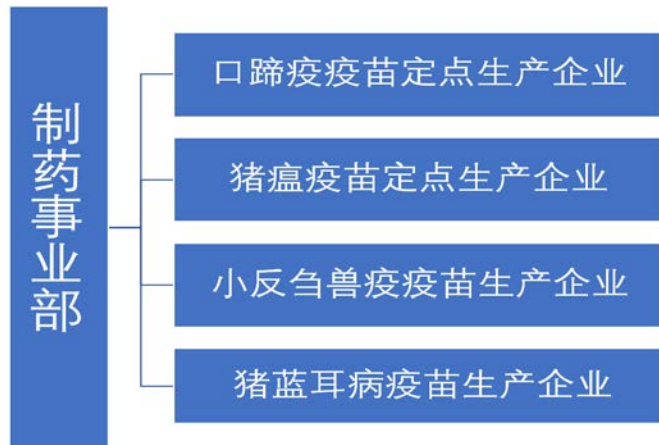 制药事业部
口蹄疫疫苗定点生产企业
猪瘟疫苗定点生产企业
小反刍兽疫疫苗生产企业
猪蓝耳病疫苗生产企业